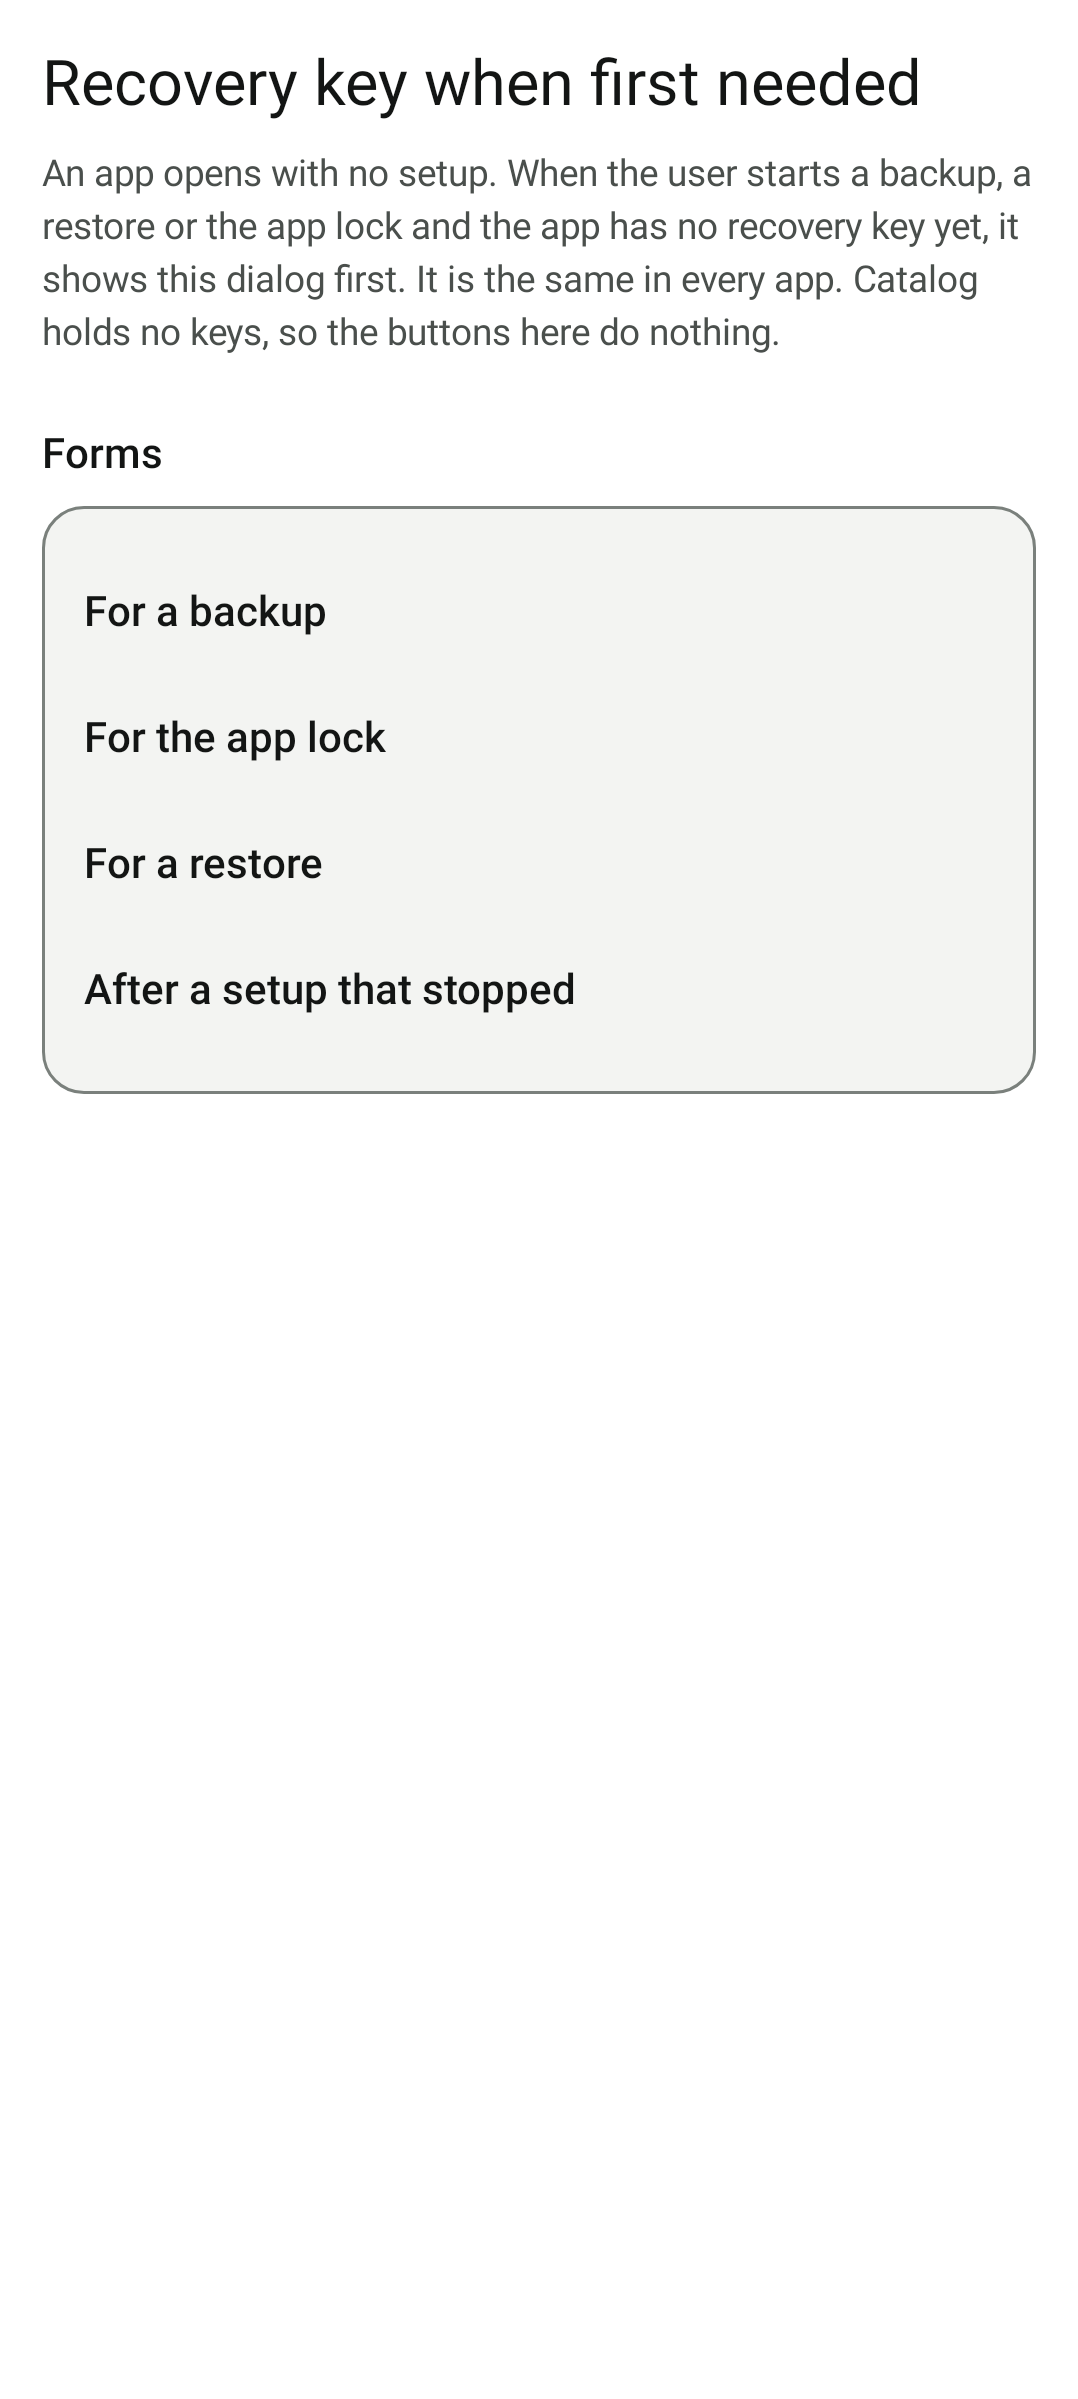 Recovery key when first needed
An app opens with no setup. When the user starts a backup, a
restore or the app lock and the app has no recovery key yet, it
shows this dialog first. It is the same in every app. Catalog
holds no keys, so the buttons here do nothing.
Forms
For a backup
For the app lock
For a restore
After a setup that stopped